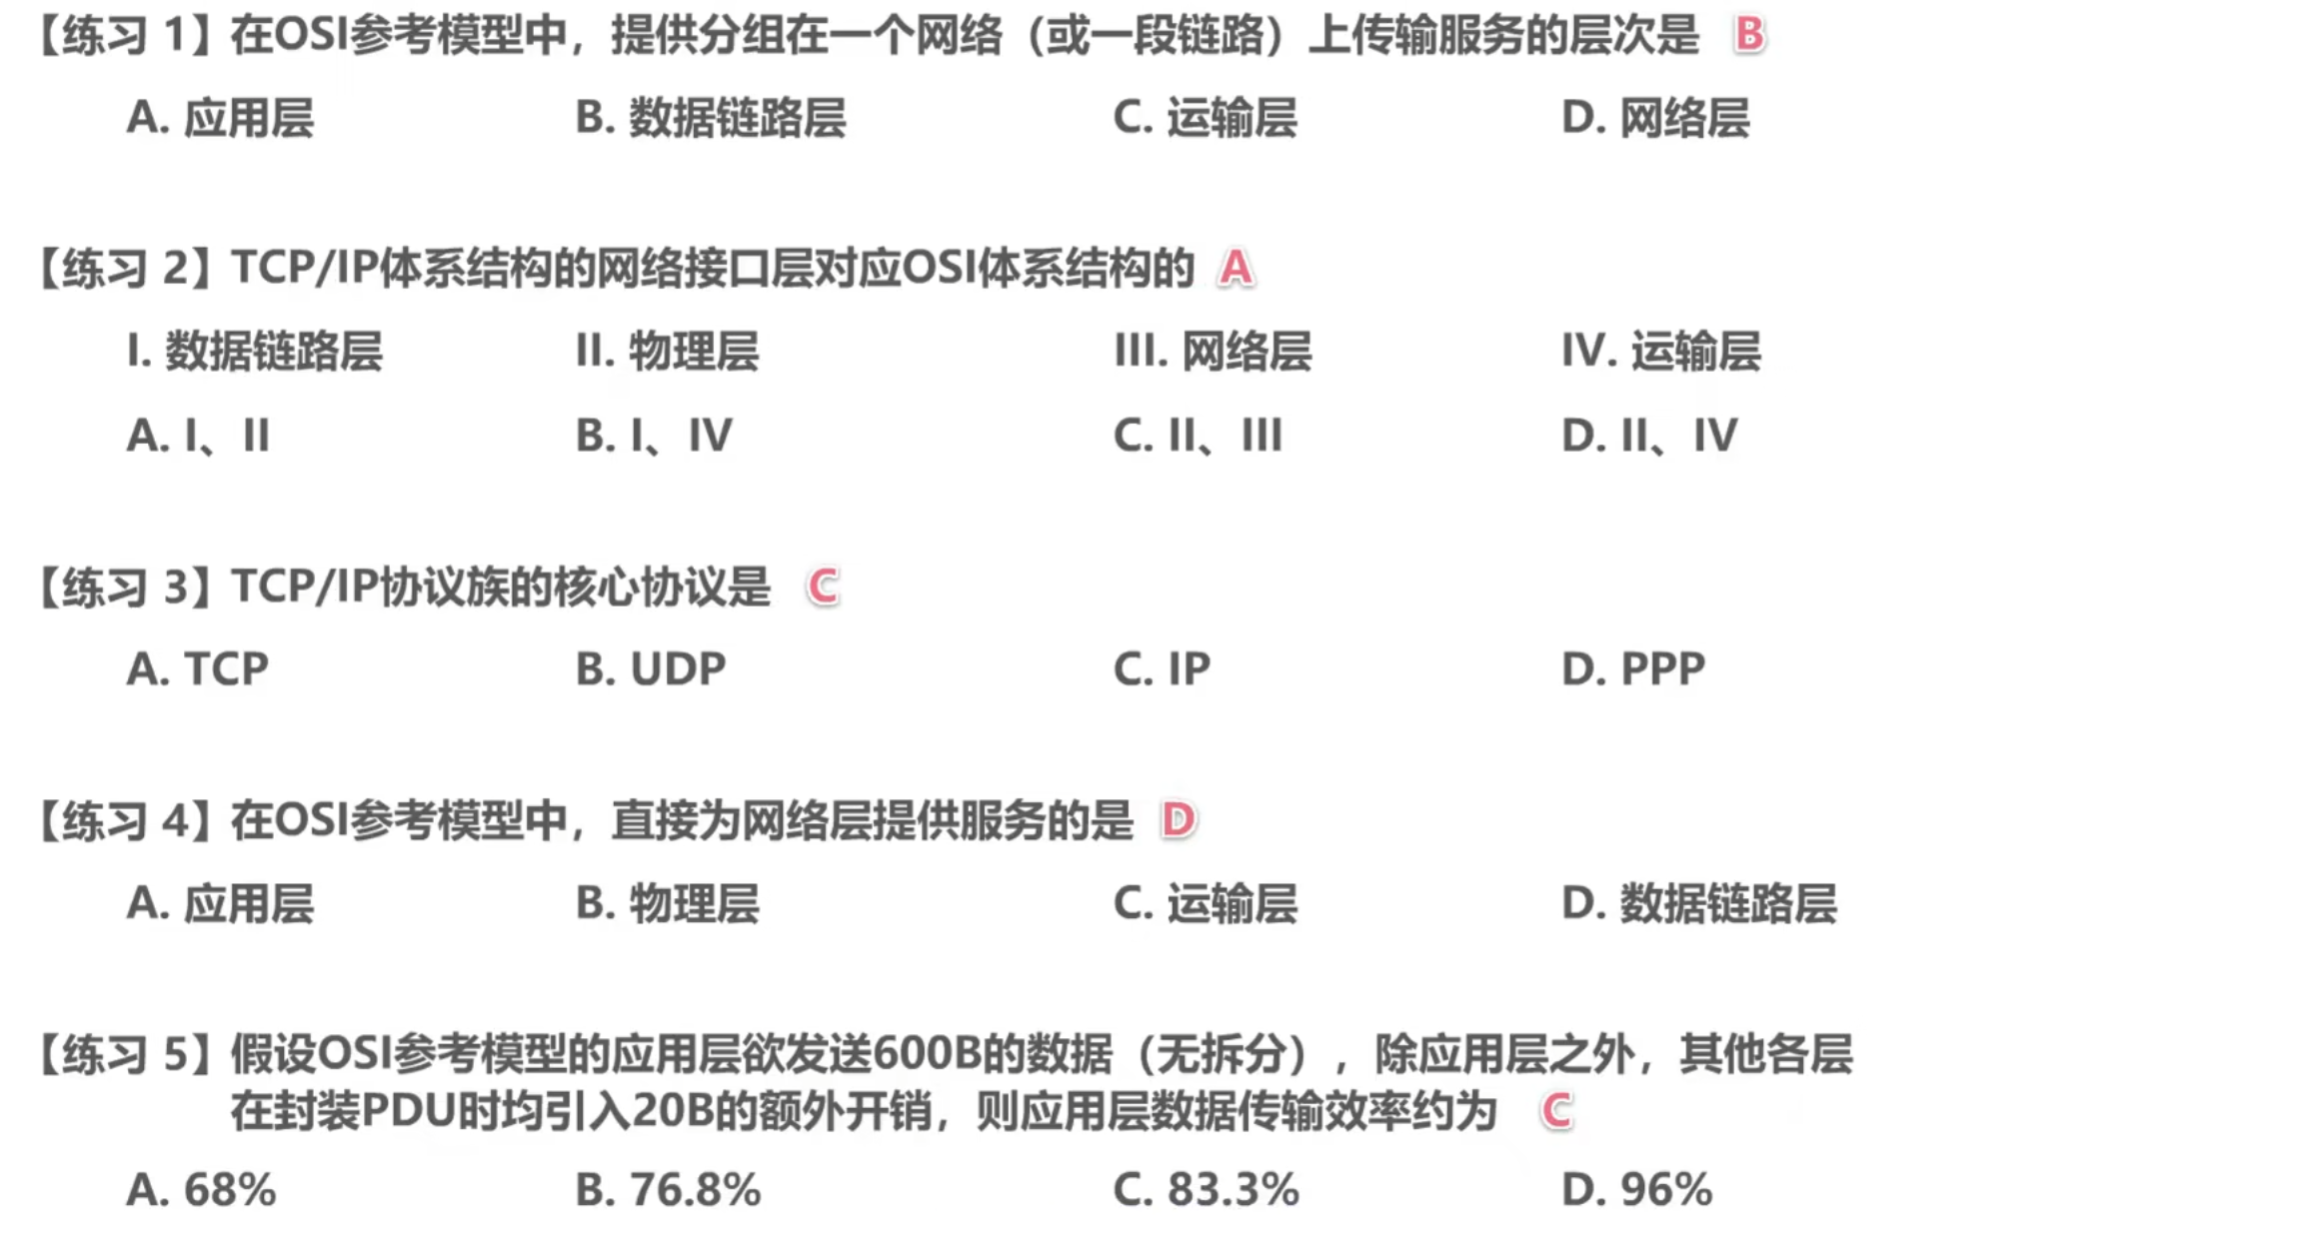 【练习 1】在OSI参考模型中，提供分组在一个网络（或一段链路）上传输服务的层次是 B
A. 应用层 B. 数据链路层 C. 运输层 D. 网络层
【练习 2】TCP/IP体系结构的网络接口层对应OSI体系结构的 A
I. 数据链路层 II. 物理层 III. 网络层 IV. 运输层
A. I、II B. I、IV C. II、III D. II、IV
【练习 3】TCP/IP协议族的核心协议是 C
A. TCP B. UDP C. IP D. PPP
【练习 4】在OSI参考模型中，直接为网络层提供服务的是 D
A. 应用层 B. 物理层 C. 运输层 D. 数据链路层
【练习 5】假设OSI参考模型的应用层欲发送600B的数据（无拆分），除应用层之外，其他各层
在封装PDU时均引入20B的额外开销，则应用层数据传输效率约为 C
A. 68% B. 76.8% C. 83.3% D. 96%